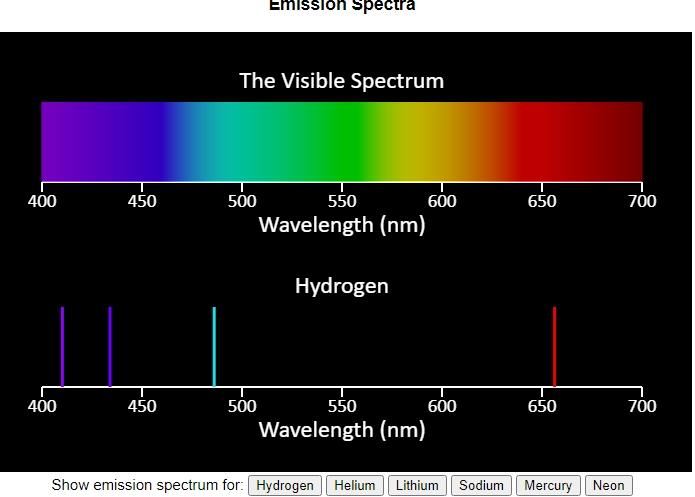 Emission Spectra
The Visible Spectrum
400 450 500 550 600 650 700
Wavelength (nm)
Hydrogen
400 450 500 550 600 650 700
Wavelength (nm)
Show emission spectrum for: Hydrogen Helium Lithium Sodium Mercury Neon